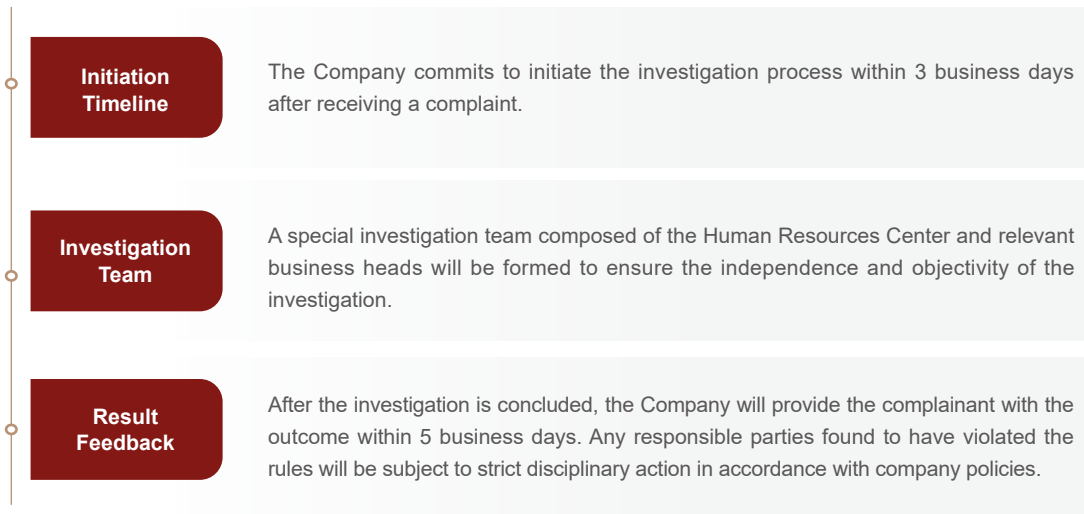 Initiation
Timeline
The Company commits to initiate the investigation process within 3 business days
after receiving a complaint.
Investigation
Team
A special investigation team composed of the Human Resources Center and relevant
business heads will be formed to ensure the independence and objectivity of the
investigation.
Result
Feedback
After the investigation is concluded, the Company will provide the complainant with the
outcome within 5 business days. Any responsible parties found to have violated the
rules will be subject to strict disciplinary action in accordance with company policies.